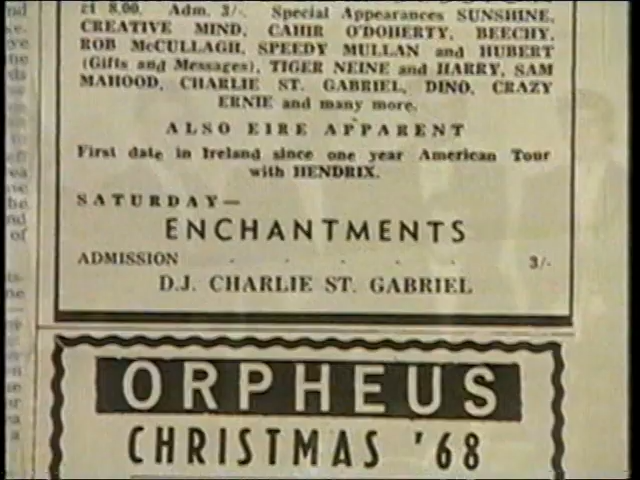 at 8.00. Adm. 3/- Special Appearances SUNSHINE,
CREATIVE MIND, CAHIR O'DOHERTY, BEECHY,
ROB McCULLAGH, SPEEDY MULLAN and HUBERT
(Gifts and Messages), TIGER NEINE and HARRY, SAM
MAHOOD, CHARLIE ST. GABRIEL, DINO, CRAZY
ERNIE and many more.
ALSO EIRE APPARENT
First date in Ireland since one year American Tour
with HENDRIX.
SATURDAY—
ENCHANTMENTS
ADMISSION . . . . . 3/-
D.J. CHARLIE ST. GABRIEL
ORPHEUS
CHRISTMAS '68